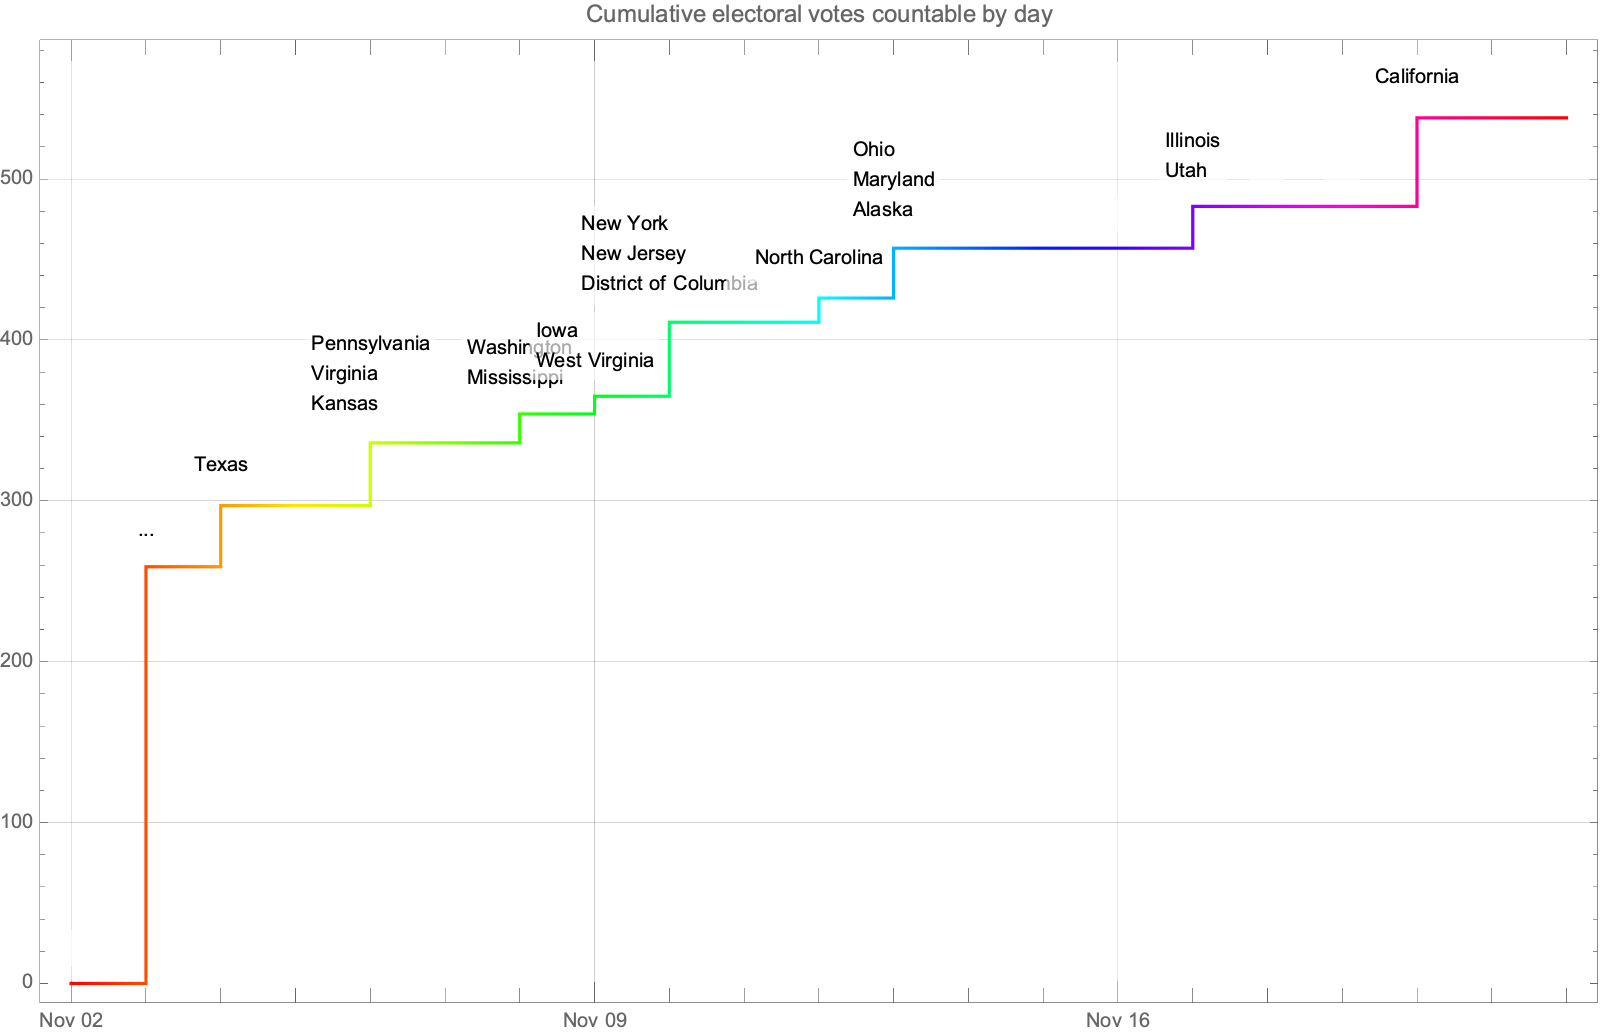 Cumulative electoral votes countable by day
California
Ohio
Maryland
Alaska
Illinois
Utah
500
New York
New Jersey
District of Columbia
North Carolina
400
Pennsylvania
Virginia
Kansas
Washington
Mississippi
Iowa
West Virginia
Texas
300
...
200
100
0
Nov 02
Nov 09
Nov 16